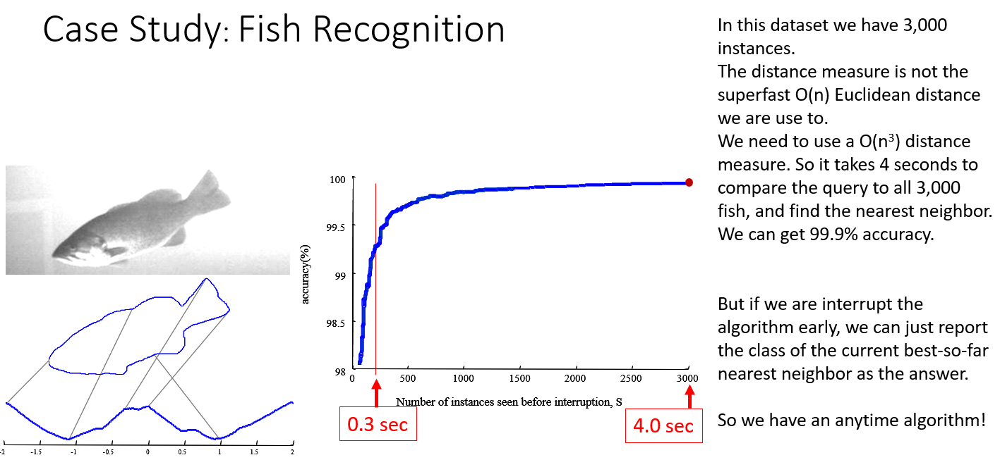 Case Study: Fish Recognition
In this dataset we have 3,000
instances.
The distance measure is not the
superfast O(n) Euclidean distance
we are use to.
We need to use a O(n³) distance
measure. So it takes 4 seconds to
compare the query to all 3,000
fish, and find the nearest neighbor.
We can get 99.9% accuracy.
But if we are interrupt the
algorithm early, we can just report
the class of the current best-so-far
nearest neighbor as the answer.
So we have an anytime algorithm!
accuracy(%)
100
99.5
99
98.5
98
0 500 1000 1500 2000 2500 3000
Number of instances seen before interruption, S
0.3 sec
4.0 sec
-2 -1.5 -1 -0.5 0 0.5 1 1.5 2